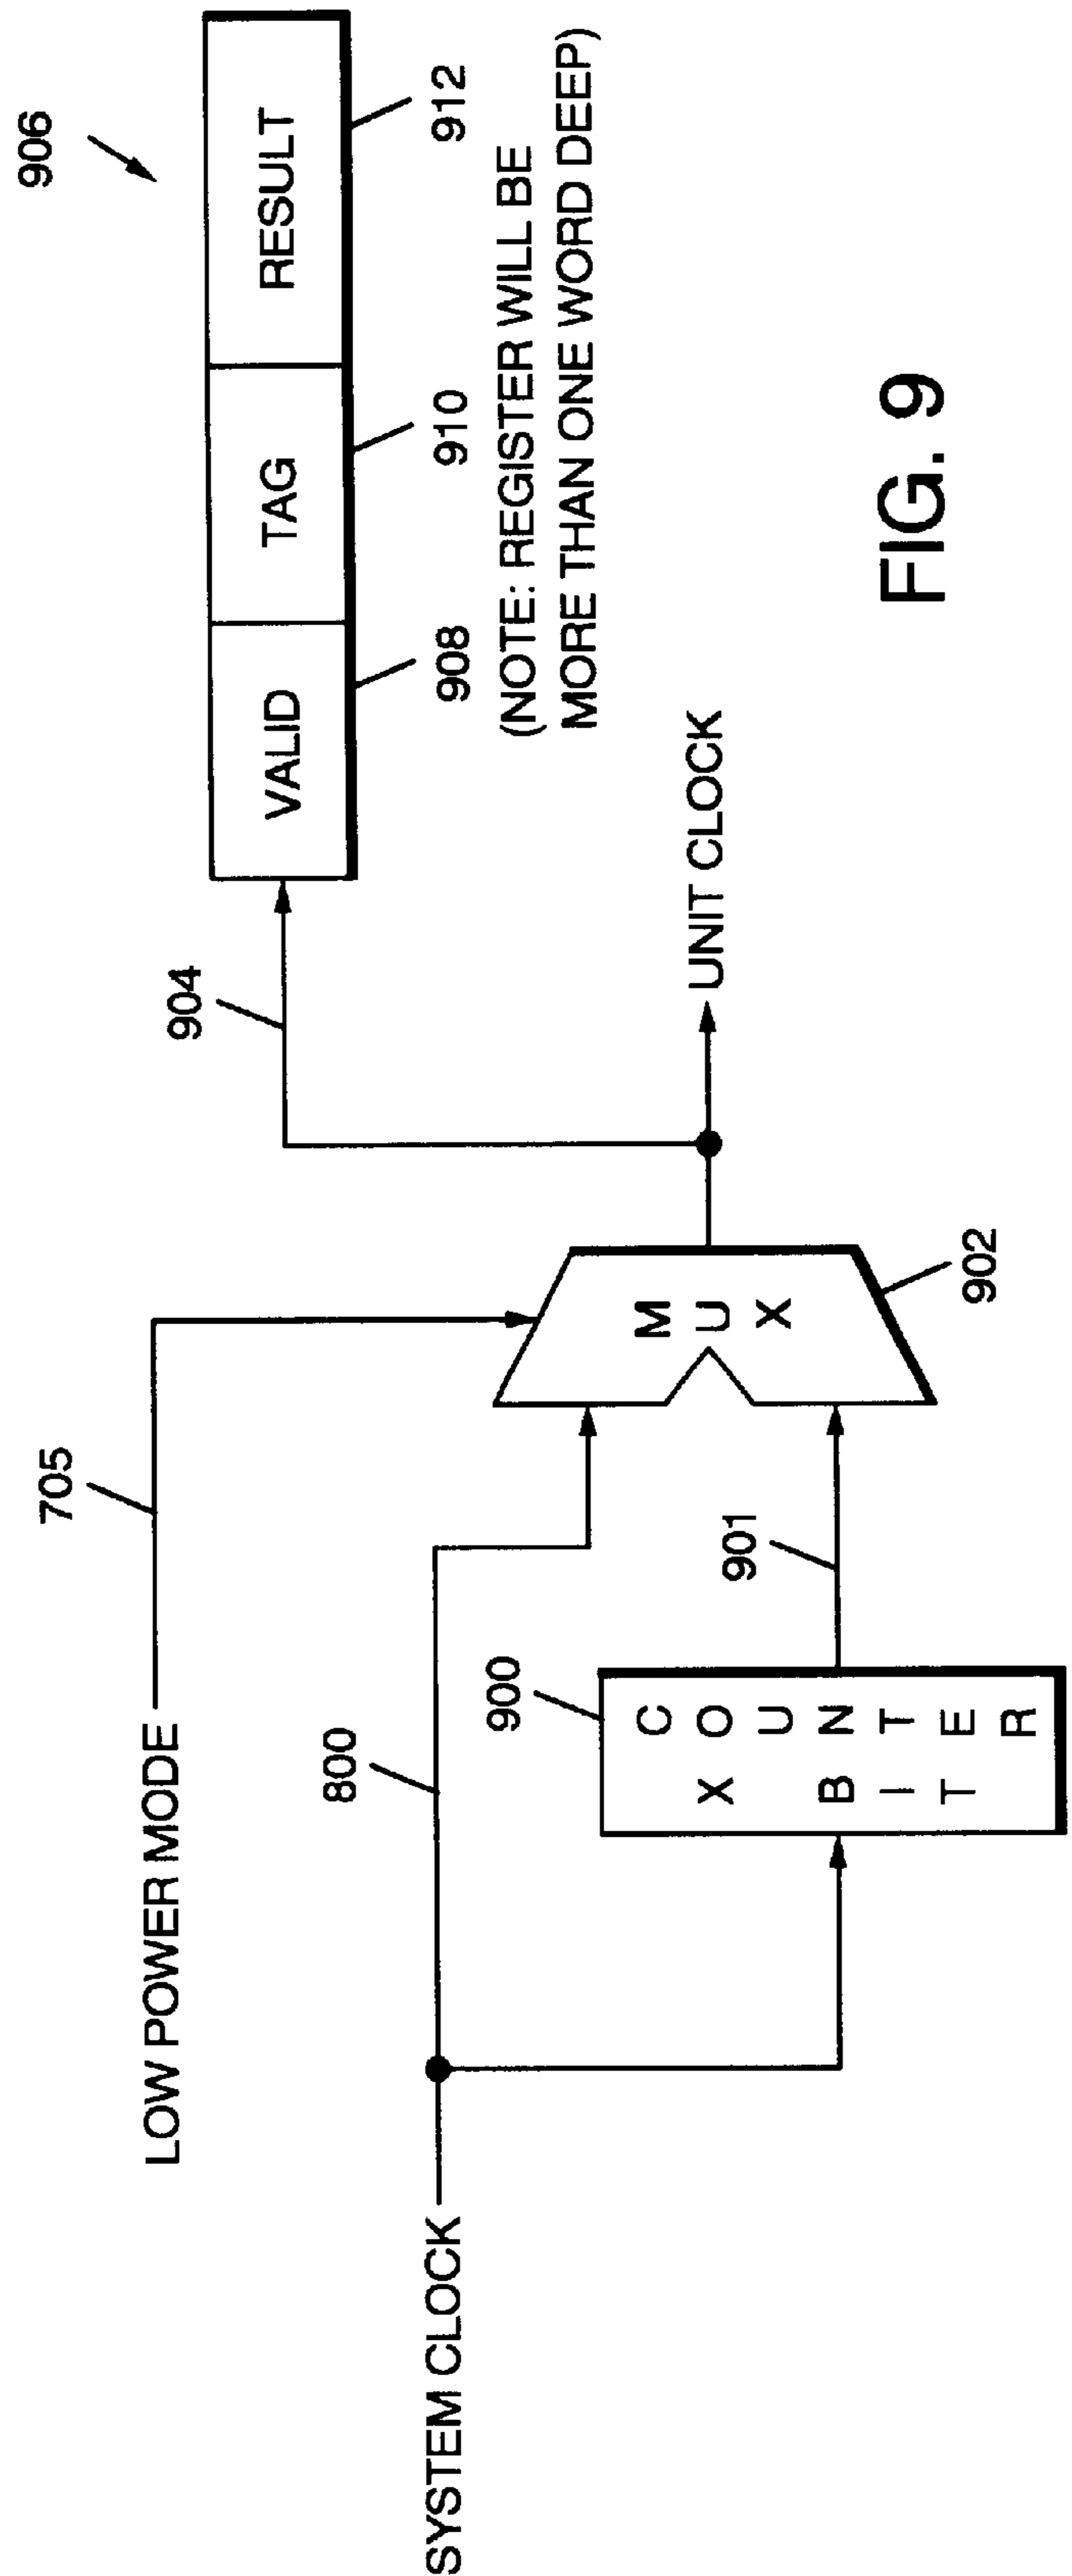 906
VALID TAG RESULT
908 910 912
(NOTE: REGISTER WILL BE
MORE THAN ONE WORD DEEP)
904
UNIT CLOCK
LOW POWER MODE
705
MUX
902
SYSTEM CLOCK
800
900
X BIT
COUNTER
901
FIG. 9